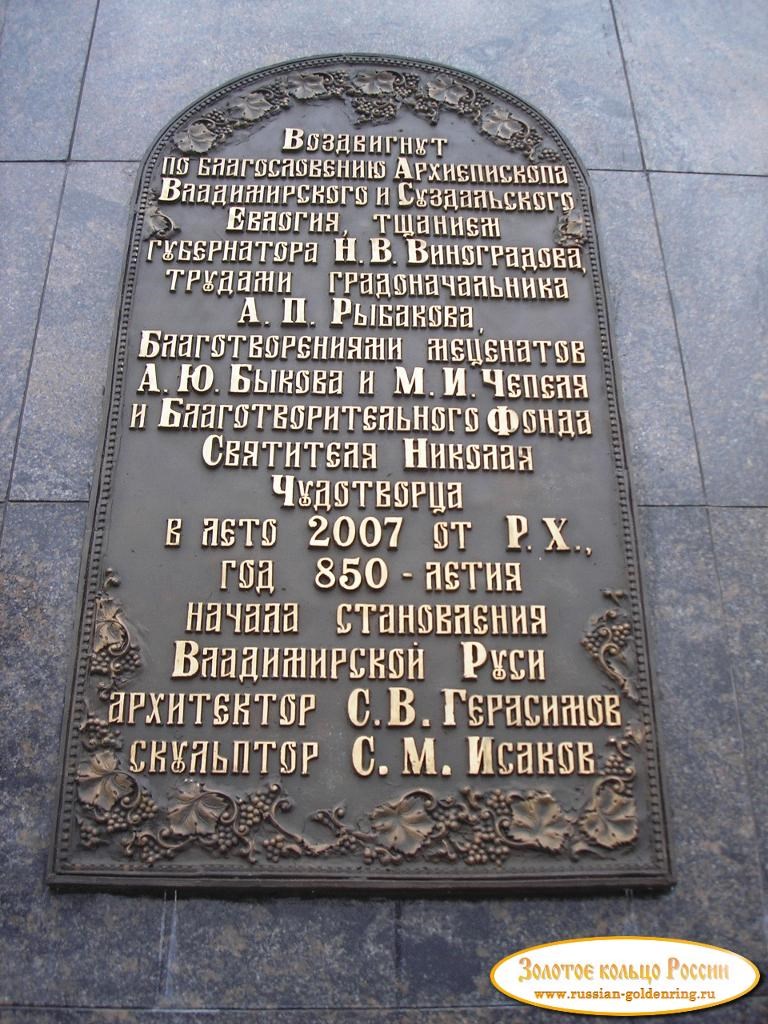 Воздвигнут
по благословению Архиепископа
Владимирского и Суздальского
Евлогия, тщанием
губернатора Н.В. Виноградова,
трудами градоначальника
А.П. Рыбакова,
Благотворениями меценатов
А.Ю. Быкова и М.И. Чепеля
и Благотворительного Фонда
Святителя Николая
Чудотворца
в лето 2007 от Р.Х.,
год 850-летия
начала становления
Владимирской Руси
архитектор С.В. Герасимов
скульптор С.М. Исаков
Золотое кольцо России
www.russian-goldenring.ru